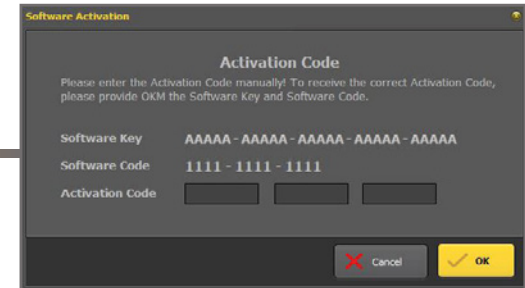 Software Activation
Activation Code
Please enter the Activation Code manually! To receive the correct Activation Code,
please provide OKM the Software Key and Software Code.
Software Key AAAAA - AAAAA - AAAAA - AAAAA - AAAAA
Software Code 1111 - 1111 - 1111
Activation Code
Cancel OK